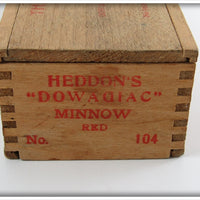 HEDDON'S
"DOWAGIAC"
MINNOW
RED
No. 104